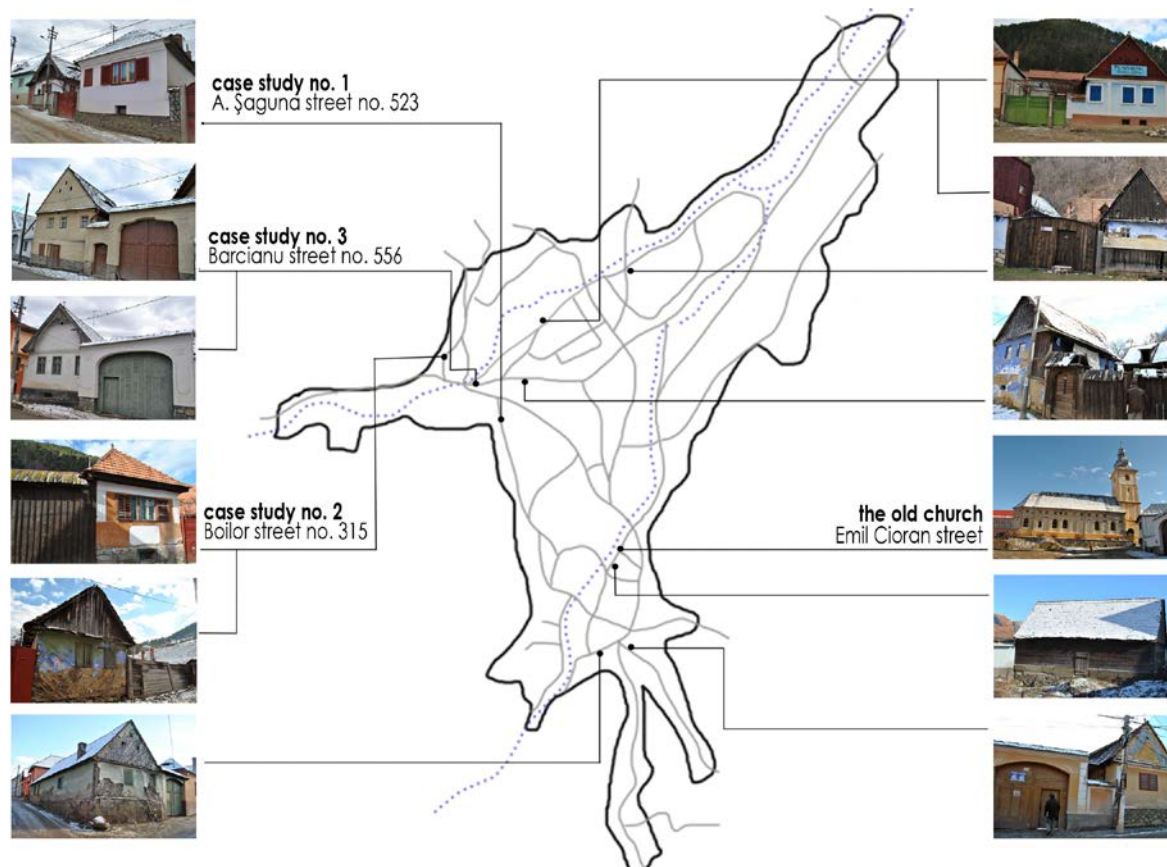 case study no. 1
A. Şaguna street no. 523
case study no. 3
Barcianu street no. 556
case study no. 2
Boilor street no. 315
the old church
Emil Cioran street